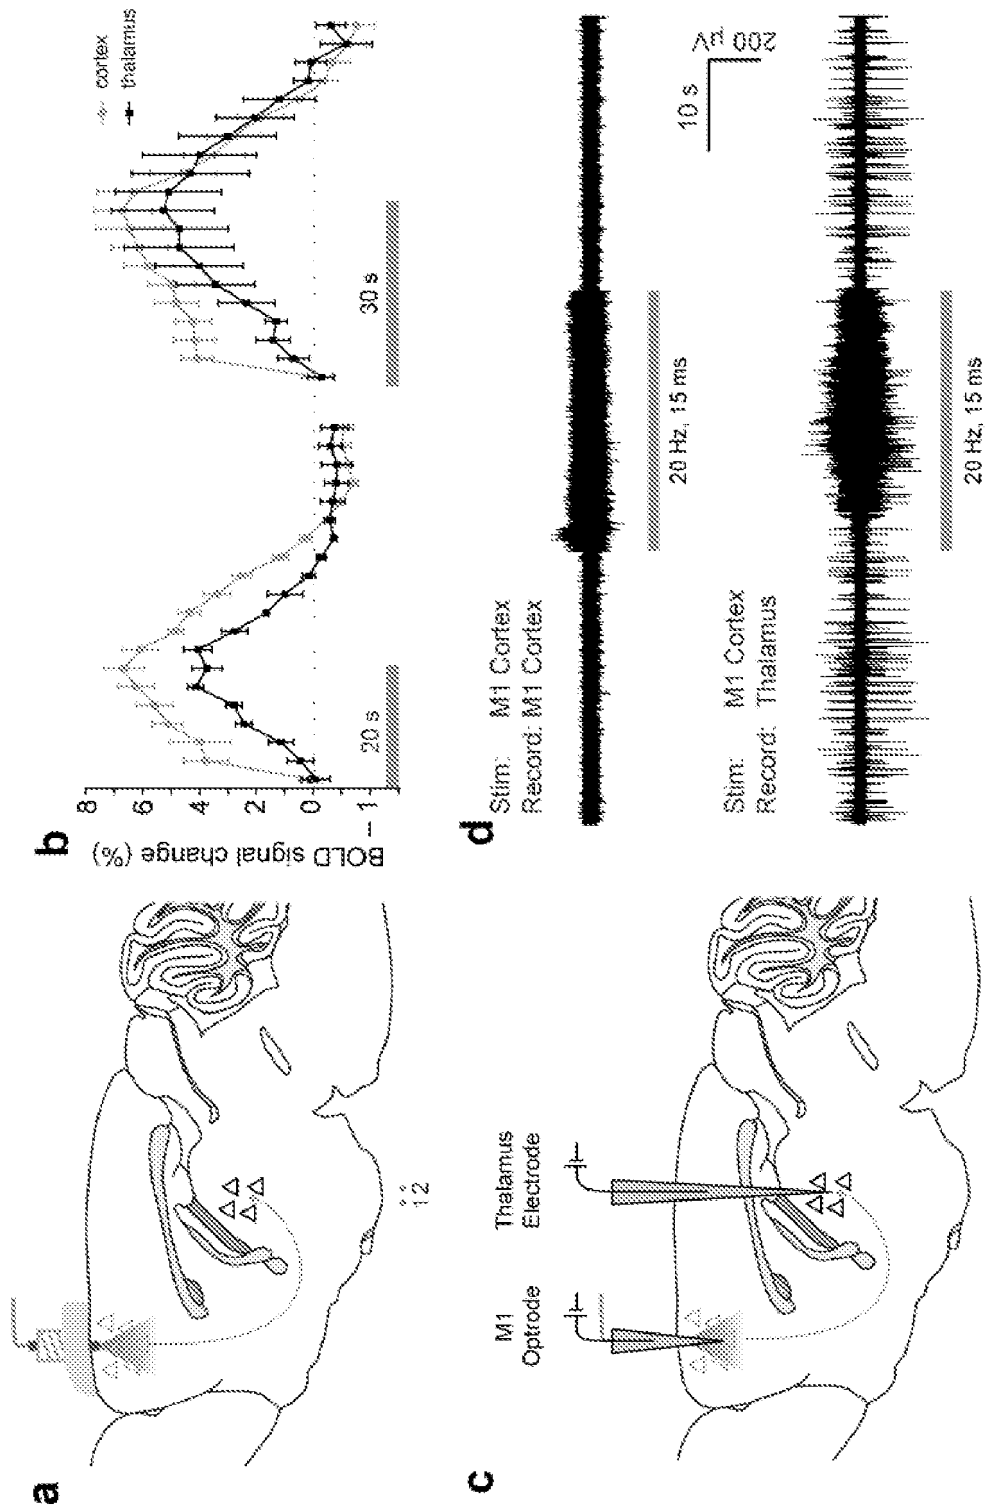 a
12
b
BOLD signal change (%)
8
6
4
2
0
– 1
cortex
thalamus
20 s
30 s
c
M1
Optrode
Thalamus
Electrode
d
Stim: M1 Cortex
Record: M1 Cortex
20 Hz, 15 ms
10 s
200 µV
Stim: M1 Cortex
Record: Thalamus
20 Hz, 15 ms